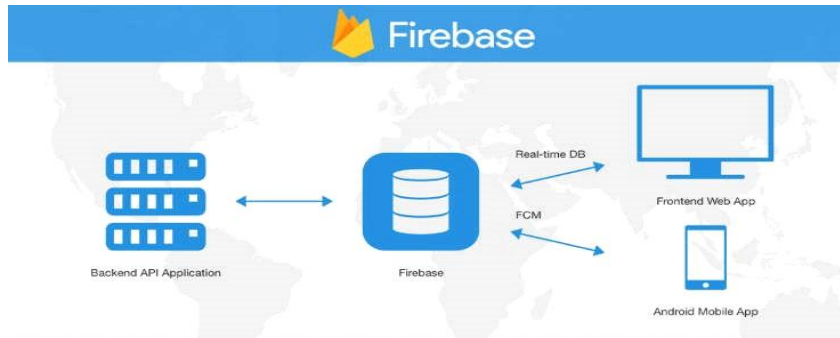 Firebase
Real-time DB
Frontend Web App
FCM
Backend API Application
Firebase
Android Mobile App